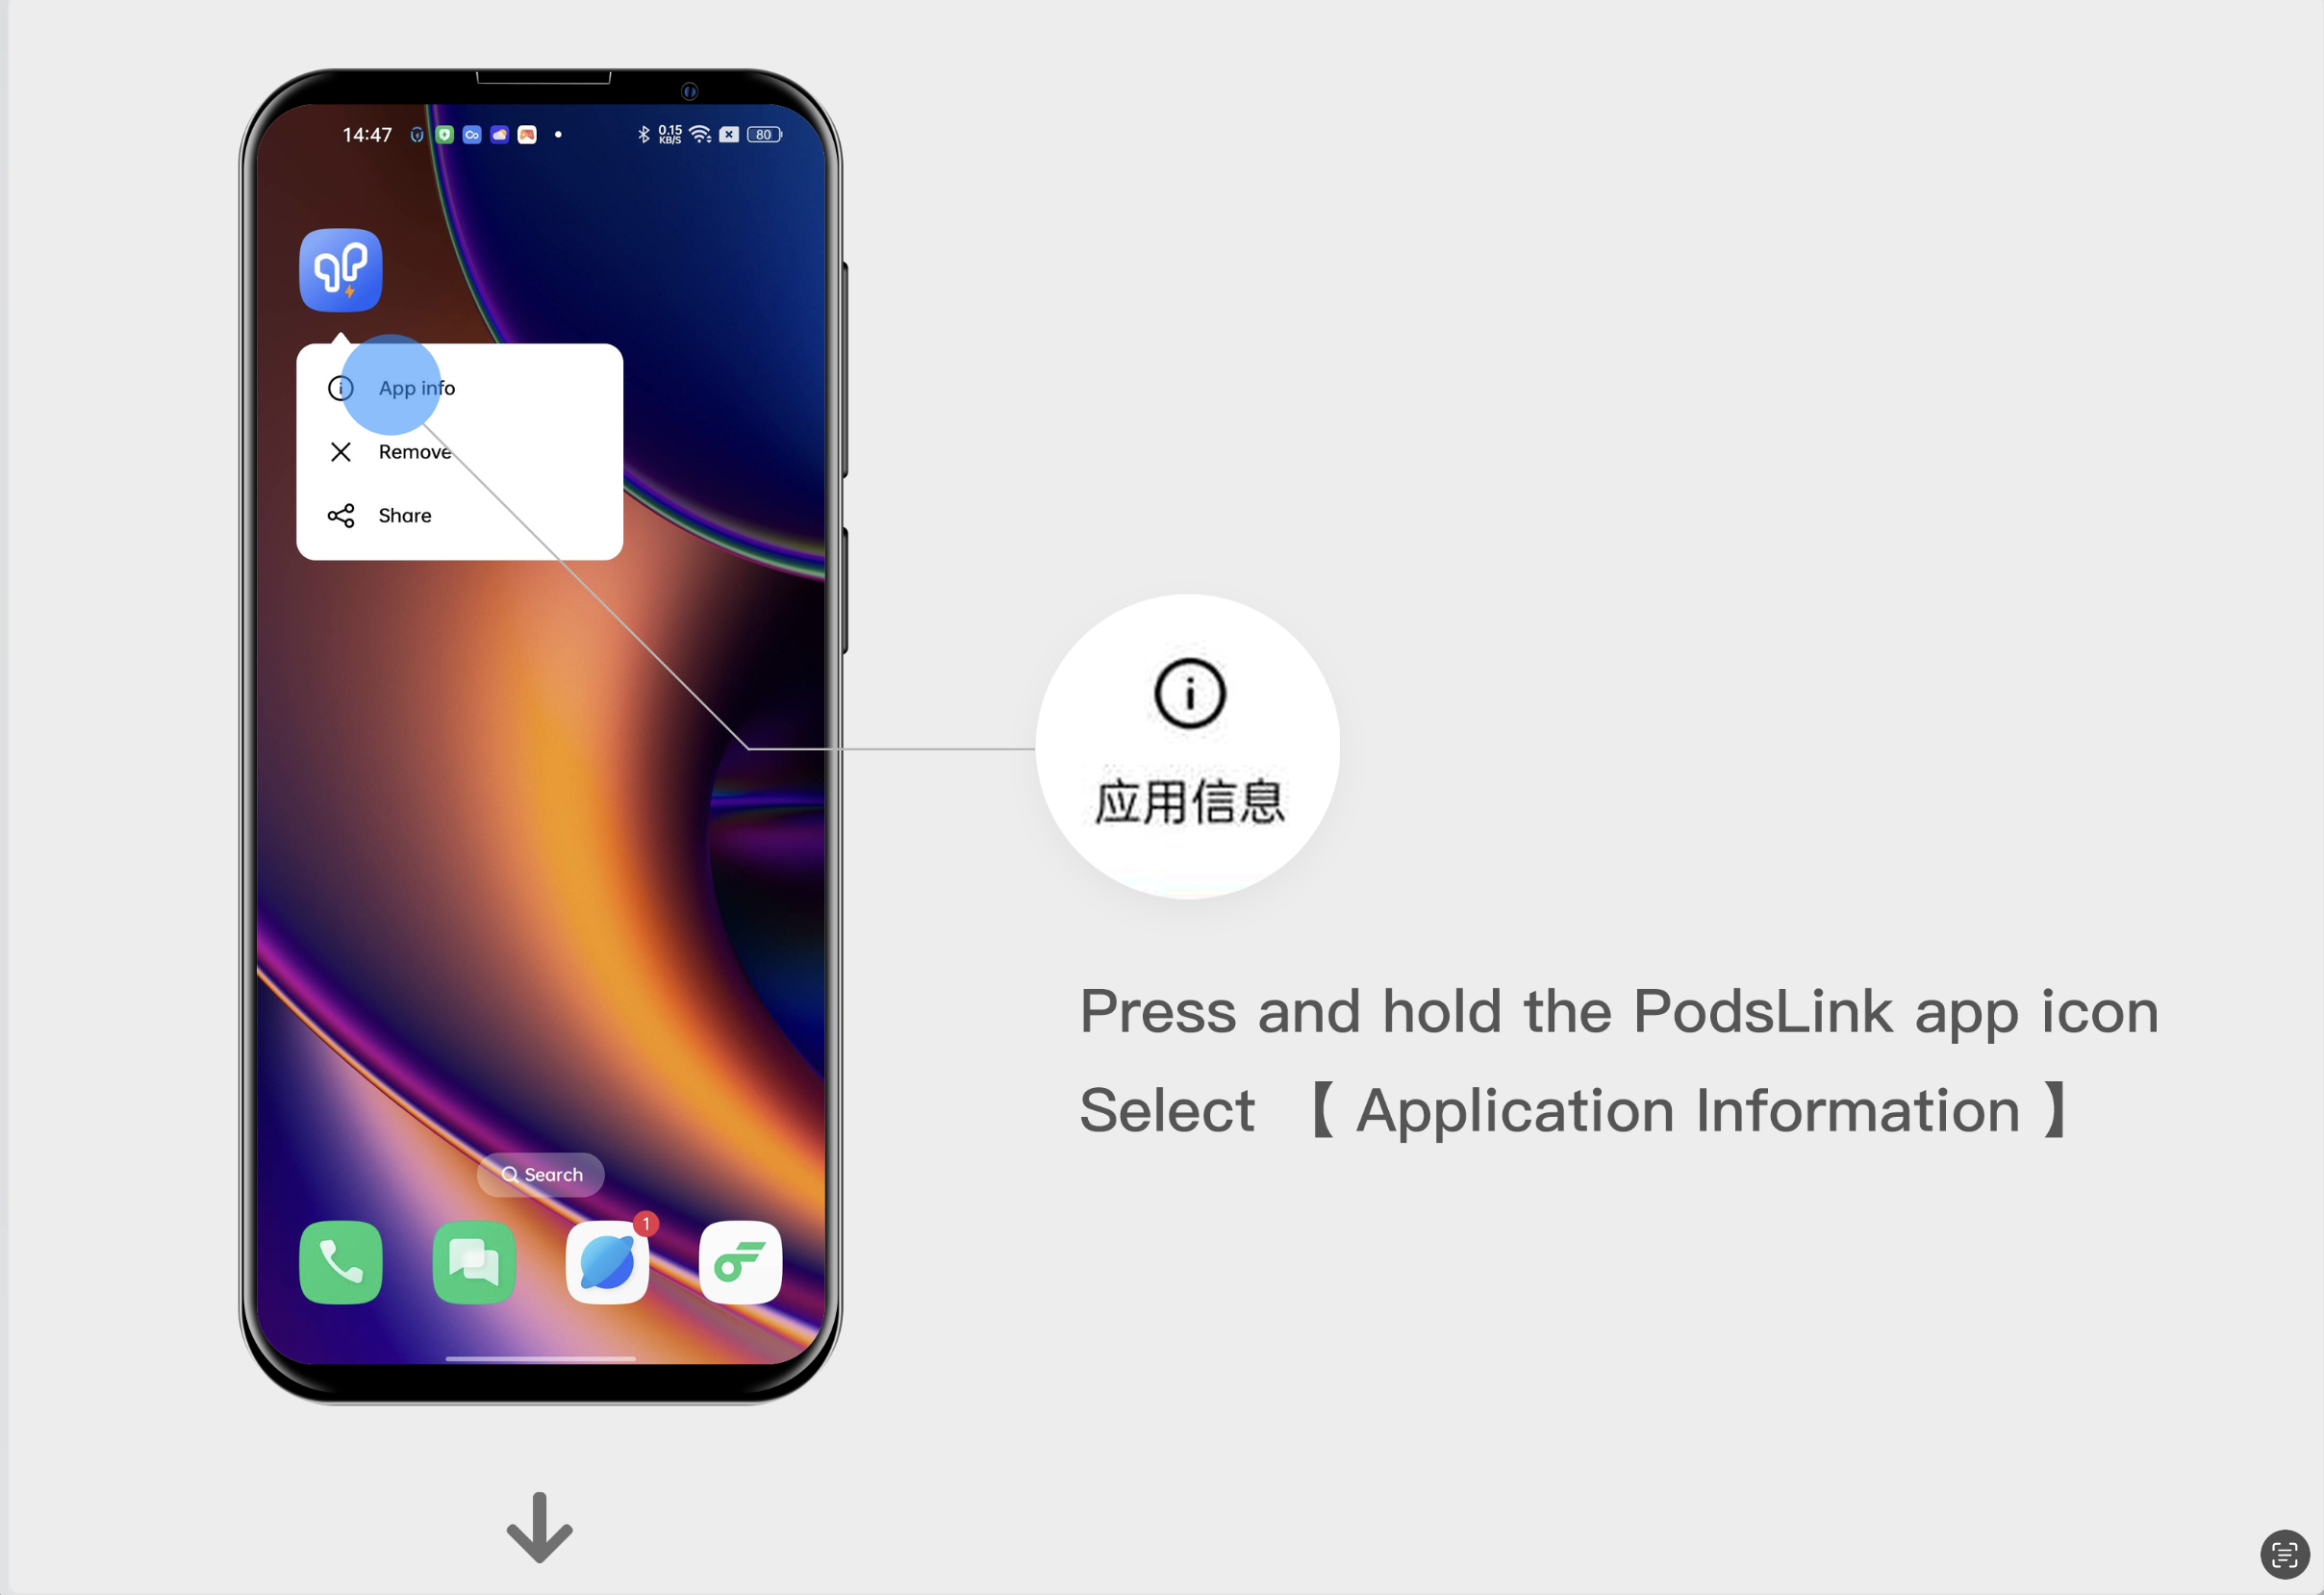 14:47
0.15
KB/S
80
App info
Remove
Share
应用信息
Press and hold the PodsLink app icon
Select 【 Application Information 】
Search
1